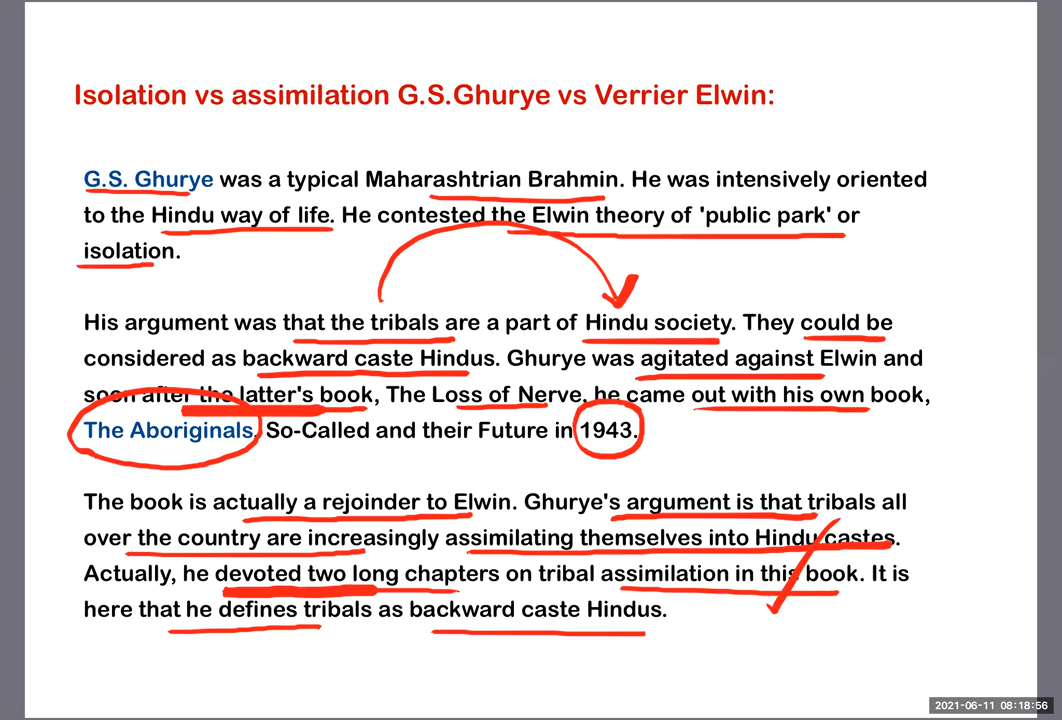 Isolation vs assimilation G.S.Ghurye vs Verrier Elwin:
G.S. Ghurye was a typical Maharashtrian Brahmin. He was intensively oriented
to the Hindu way of life. He contested the Elwin theory of 'public park' or
isolation.
His argument was that the tribals are a part of Hindu society. They could be
considered as backward caste Hindus. Ghurye was agitated against Elwin and
soon after the latter's book, The Loss of Nerve, he came out with his own book,
The Aboriginals. So-Called and their Future in 1943.
The book is actually a rejoinder to Elwin. Ghurye's argument is that tribals all
over the country are increasingly assimilating themselves into Hindu castes.
Actually, he devoted two long chapters on tribal assimilation in this book. It is
here that he defines tribals as backward caste Hindus.
2021-06-11 08:18:56